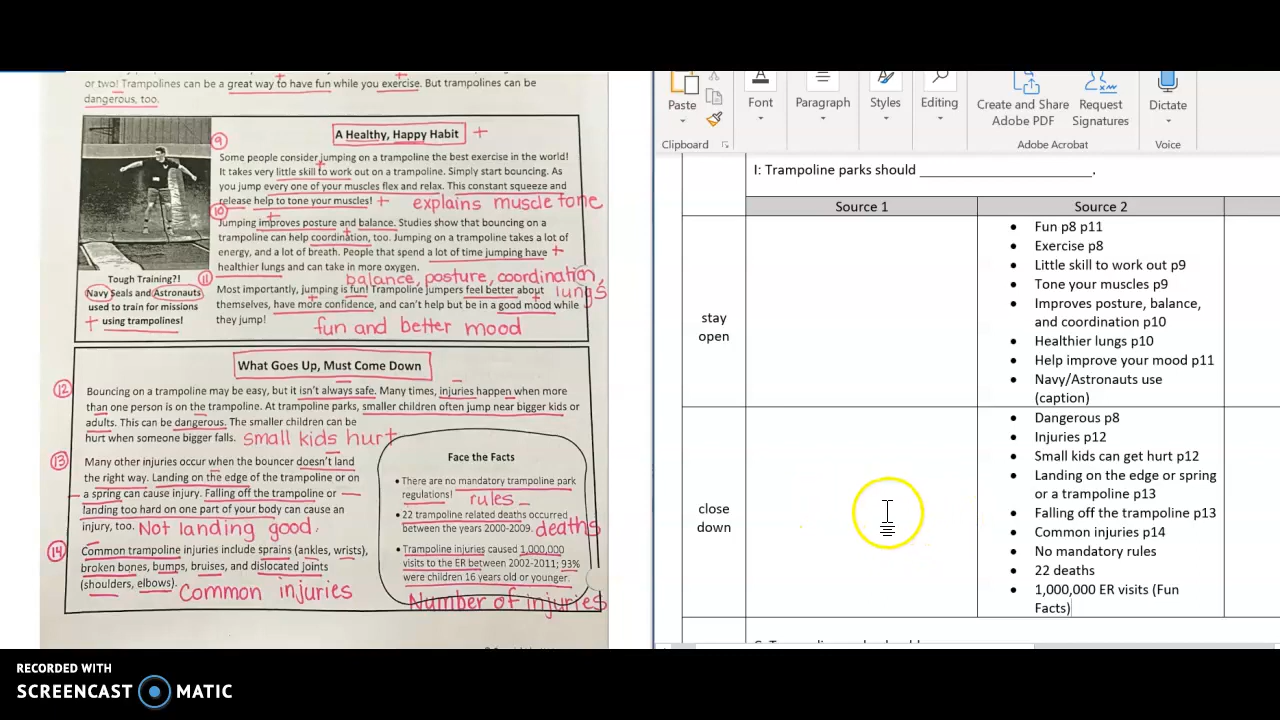 or two! Trampolines can be a great way to have fun while you exercise. But trampolines can be
dangerous, too.
A Healthy, Happy Habit +
9
Some people consider jumping on a trampoline the best exercise in the world!
It takes very little skill to work out on a trampoline. Simply start bouncing. As
you jump every one of your muscles flex and relax. This constant squeeze and
release help to tone your muscles! + explains muscle tone
10
Jumping improves posture and balance. Studies show that bouncing on a
trampoline can help coordination, too. Jumping on a trampoline takes a lot of
energy, and a lot of breath. People that spend a lot of time jumping have +
healthier lungs and can take in more oxygen.
balance, posture, coordination,
lungs
11
Most importantly, jumping is fun! Trampoline jumpers feel better about
themselves, have more confidence, and can't help but be in a good mood while
they jump!
fun and better mood
Tough Training?!
Navy Seals and Astronauts
used to train for missions
+ using trampolines!
What Goes Up, Must Come Down
12
Bouncing on a trampoline may be easy, but it isn't always safe. Many times, injuries happen when more
than one person is on the trampoline. At trampoline parks, smaller children often jump near bigger kids or
adults. This can be dangerous. The smaller children can be
hurt when someone bigger falls. small kids hurt
13
Many other injuries occur when the bouncer doesn't land
the right way. Landing on the edge of the trampoline or on
a spring can cause injury. Falling off the trampoline or
landing too hard on one part of your body can cause an
injury, too. Not landing good.
14
Common trampoline injuries include sprains (ankles, wrists),
broken bones, bumps, bruises, and dislocated joints
(shoulders, elbows). Common injuries
Face the Facts
• There are no mandatory trampoline park
regulations! rules
• 22 trampoline related deaths occurred
between the years 2000-2009. deaths
• Trampoline injuries caused 1,000,000
visits to the ER between 2002-2011; 93%
were children 16 years old or younger.
Number of injuries
Paste
Font
Paragraph
Styles
Editing
Create and Share
Adobe PDF
Request
Signatures
Dictate
Clipboard
Adobe Acrobat
Voice
I: Trampoline parks should ____________________.
Source 1
Source 2
stay
open
• Fun p8 p11
• Exercise p8
• Little skill to work out p9
• Tone your muscles p9
• Improves posture, balance,
and coordination p10
• Healthier lungs p10
• Help improve your mood p11
• Navy/Astronauts use
(caption)
close
down
• Dangerous p8
• Injuries p12
• Small kids can get hurt p12
• Landing on the edge or spring
or a trampoline p13
• Falling off the trampoline p13
• Common injuries p14
• No mandatory rules
• 22 deaths
• 1,000,000 ER visits (Fun
Facts)
RECORDED WITH
SCREENCAST MATIC